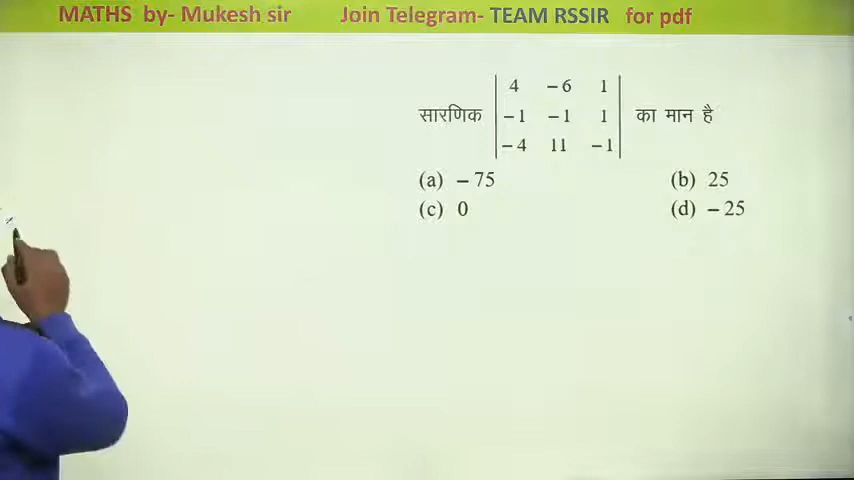 MATHS by- Mukesh sir Join Telegram- TEAM RSSIR for pdf
4 -6 1
सारणिक -1 -1 1 का मान है
-4 11 -1
(a) -75 (b) 25
(c) 0 (d) -25